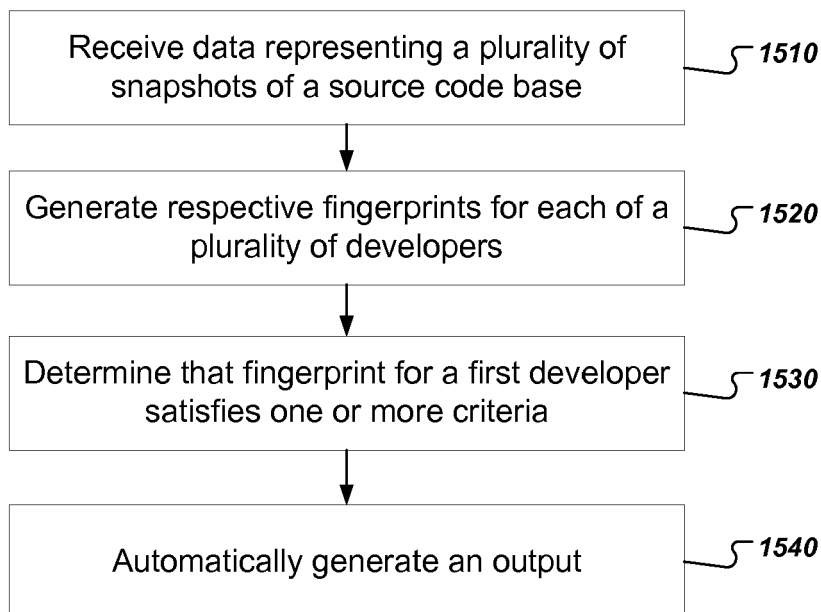 Receive data representing a plurality of
snapshots of a source code base
1510
Generate respective fingerprints for each of a
plurality of developers
1520
Determine that fingerprint for a first developer
satisfies one or more criteria
1530
Automatically generate an output
1540